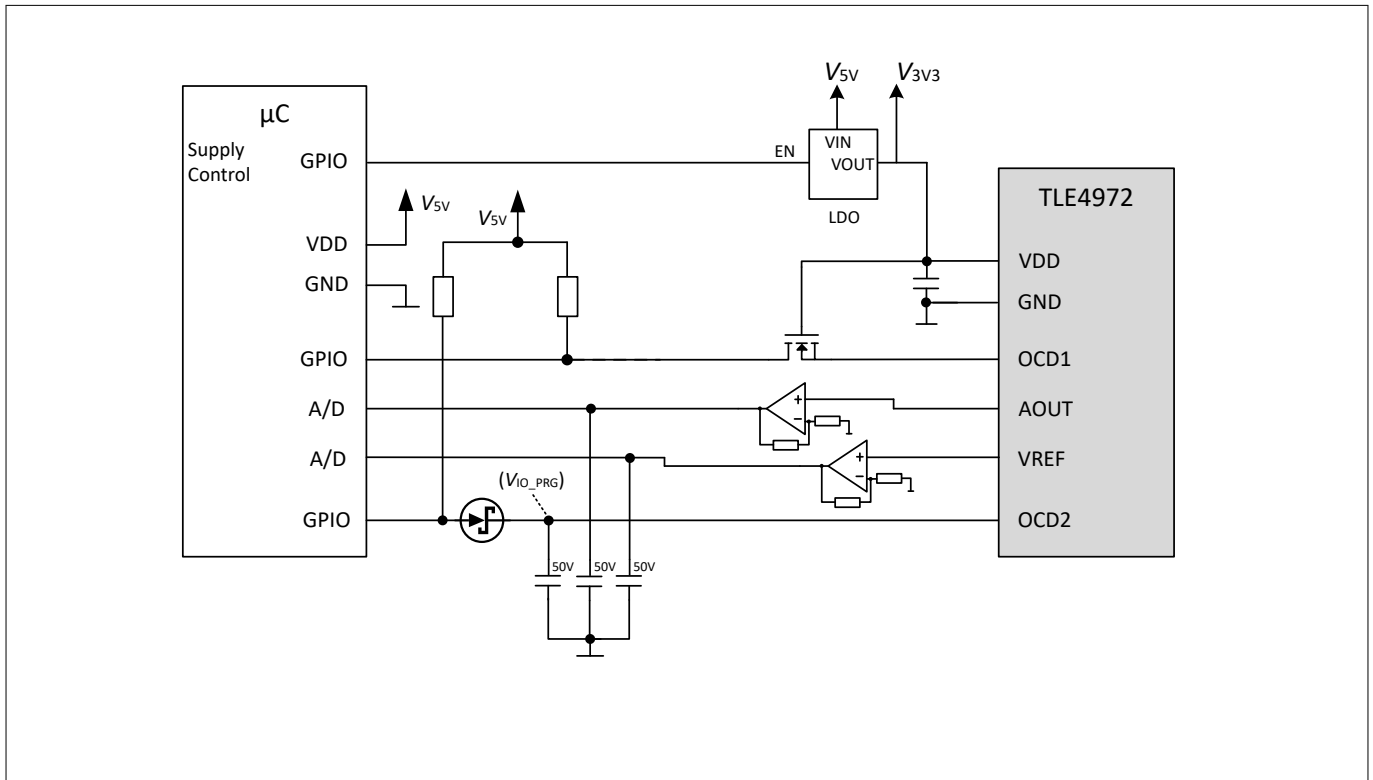 µC
Supply
Control
GPIO
VDD
GND
GPIO
A/D
A/D
GPIO
V5V
V5V
V5V
V3V3
EN
VIN
VOUT
LDO
TLE4972
VDD
GND
OCD1
AOUT
VREF
OCD2
+
−
+
−
(VIO_PRG)
50V
50V
50V